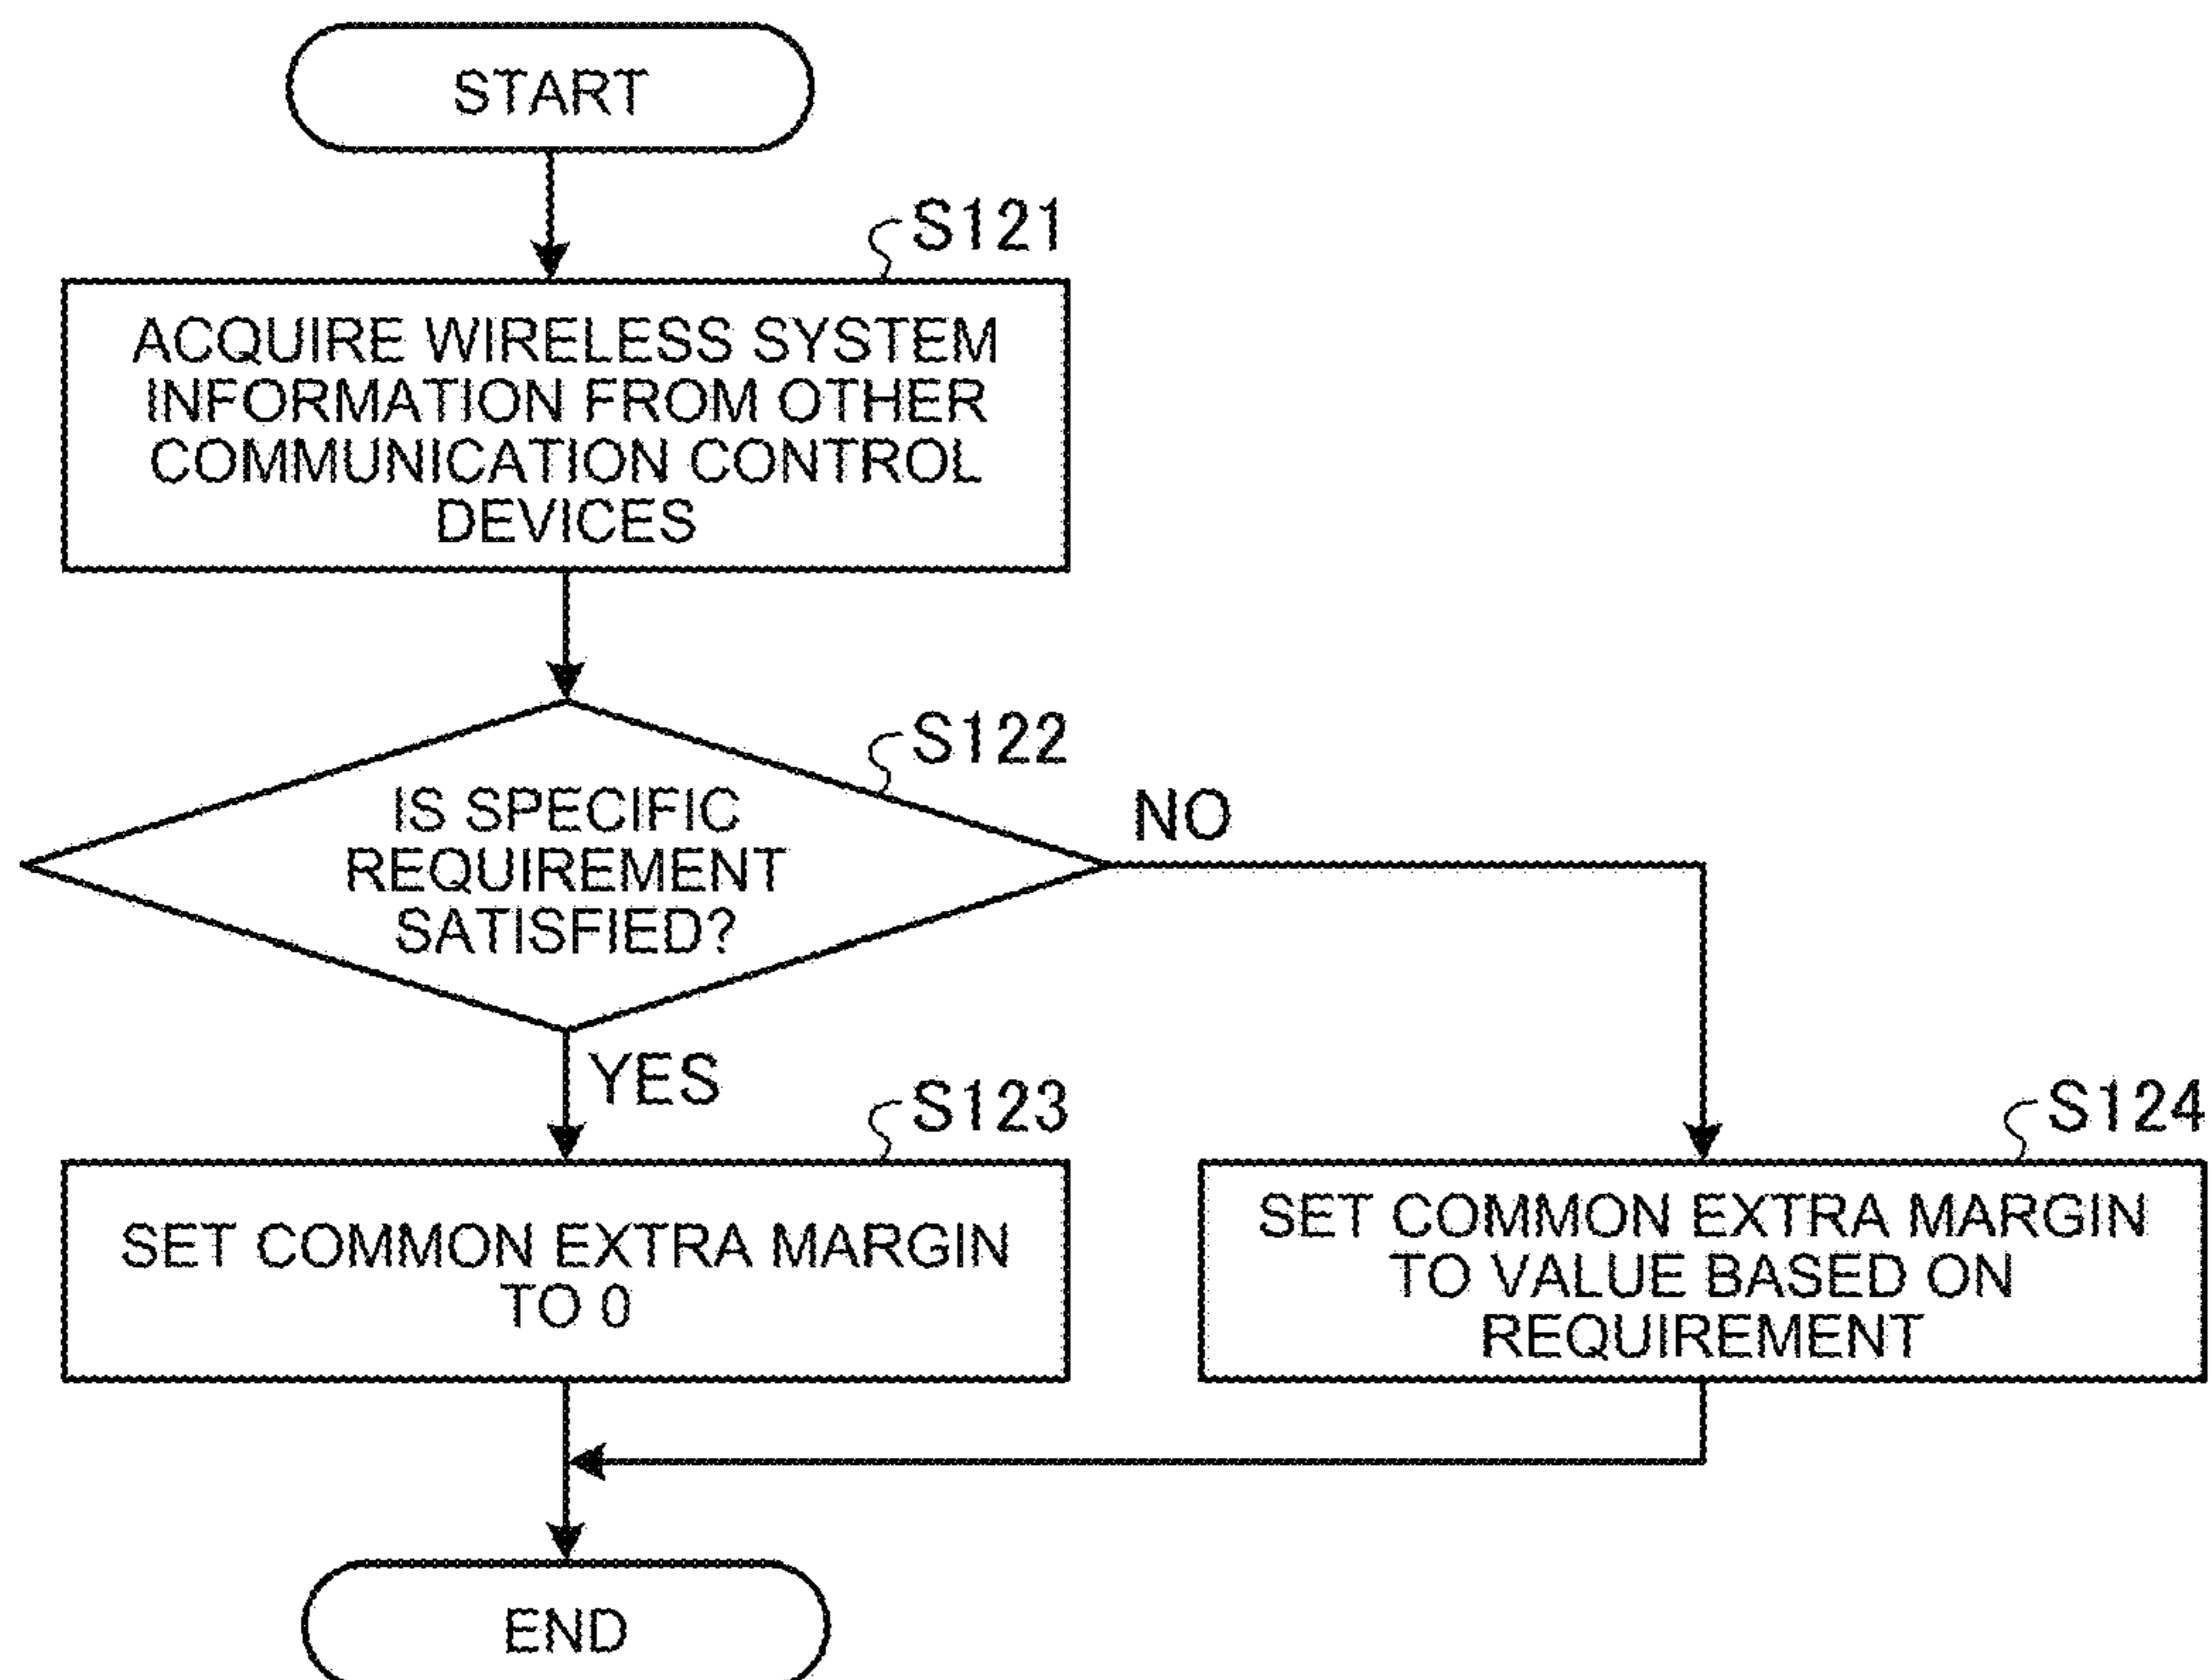 START
S121
ACQUIRE WIRELESS SYSTEM
INFORMATION FROM OTHER
COMMUNICATION CONTROL
DEVICES
S122
IS SPECIFIC
REQUIREMENT
SATISFIED?
NO
YES
S123
SET COMMON EXTRA MARGIN
TO 0
S124
SET COMMON EXTRA MARGIN
TO VALUE BASED ON
REQUIREMENT
END